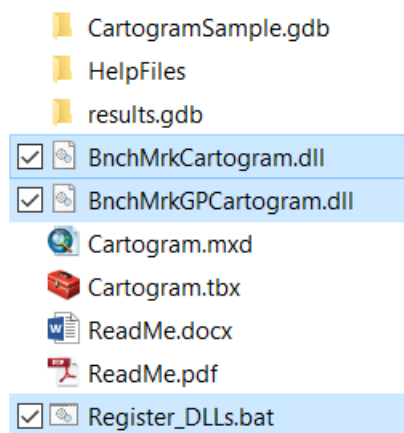 CartogramSample.gdb
HelpFiles
results.gdb
BnchMrkCartogram.dll
BnchMrkGPCartogram.dll
Cartogram.mxd
Cartogram.tbx
ReadMe.docx
ReadMe.pdf
Register_DLLs.bat